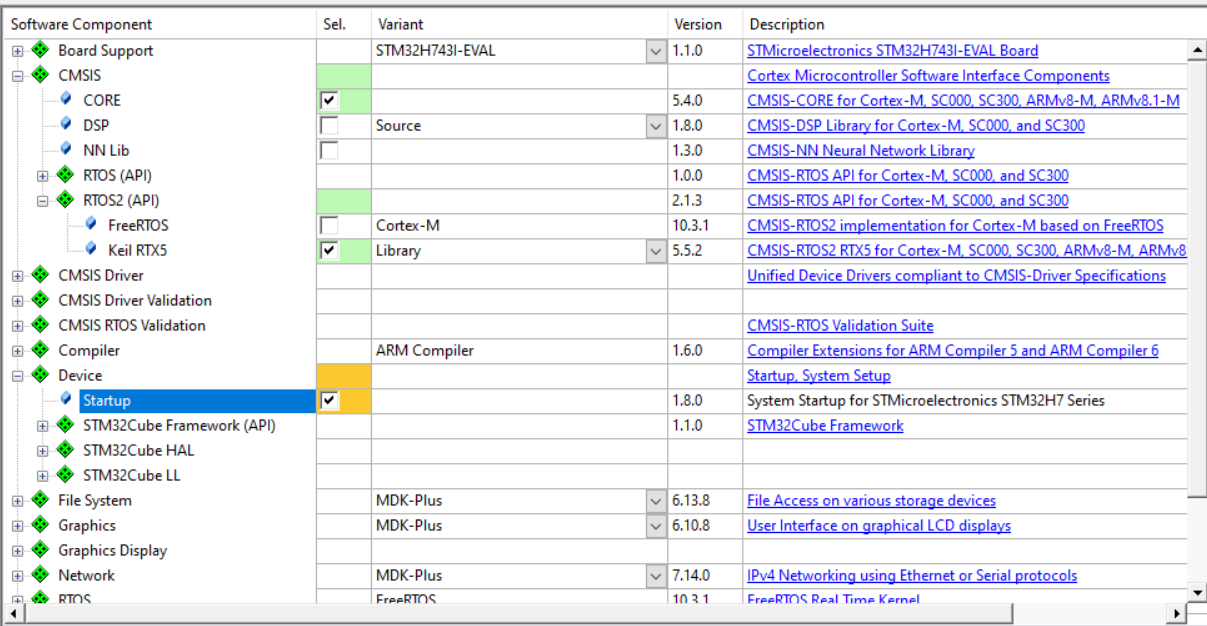 Software Component Sel. Variant Version Description
Board Support STM32H743I-EVAL 1.1.0 STMicroelectronics STM32H743I-EVAL Board
CMSIS Cortex Microcontroller Software Interface Components
CORE 5.4.0 CMSIS-CORE for Cortex-M, SC000, SC300, ARMv8-M, ARMv8.1-M
DSP Source 1.8.0 CMSIS-DSP Library for Cortex-M, SC000, and SC300
NN Lib 1.3.0 CMSIS-NN Neural Network Library
RTOS (API) 1.0.0 CMSIS-RTOS API for Cortex-M, SC000, and SC300
RTOS2 (API) 2.1.3 CMSIS-RTOS API for Cortex-M, SC000, and SC300
FreeRTOS Cortex-M 10.3.1 CMSIS-RTOS2 implementation for Cortex-M based on FreeRTOS
Keil RTX5 Library 5.5.2 CMSIS-RTOS2 RTX5 for Cortex-M, SC000, SC300, ARMv8-M, ARMv8
CMSIS Driver Unified Device Drivers compliant to CMSIS-Driver Specifications
CMSIS Driver Validation
CMSIS RTOS Validation CMSIS-RTOS Validation Suite
Compiler ARM Compiler 1.6.0 Compiler Extensions for ARM Compiler 5 and ARM Compiler 6
Device Startup, System Setup
Startup 1.8.0 System Startup for STMicroelectronics STM32H7 Series
STM32Cube Framework (API) 1.1.0 STM32Cube Framework
STM32Cube HAL
STM32Cube LL
File System MDK-Plus 6.13.8 File Access on various storage devices
Graphics MDK-Plus 6.10.8 User Interface on graphical LCD displays
Graphics Display
Network MDK-Plus 7.14.0 IPv4 Networking using Ethernet or Serial protocols
RTOS FreeRTOS 10.3.1 FreeRTOS Real Time Kernel